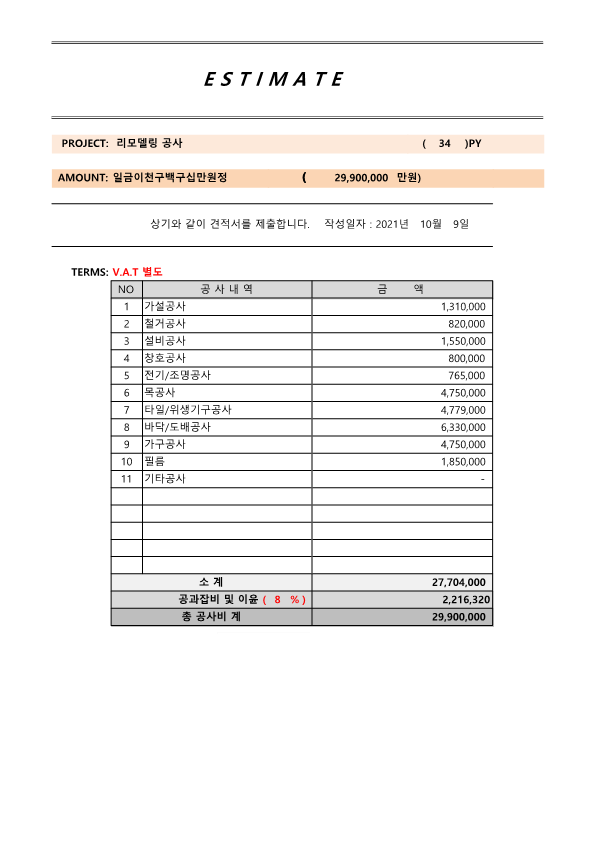 ESTIMATE
PROJECT: 리모델링 공사 ( 34 )PY
AMOUNT: 일금이천구백구십만원정 ( 29,900,000 만원)
상기와 같이 견적서를 제출합니다. 작성일자 : 2021년 10월 9일
TERMS: V.A.T 별도
NO 공 사 내 역 금 액
1 가설공사 1,310,000
2 철거공사 820,000
3 설비공사 1,550,000
4 창호공사 800,000
5 전기/조명공사 765,000
6 목공사 4,750,000
7 타일/위생기구공사 4,779,000
8 바닥/도배공사 6,330,000
9 가구공사 4,750,000
10 필름 1,850,000
11 기타공사 -
소 계 27,704,000
공과잡비 및 이윤 ( 8 % ) 2,216,320
총 공사비 계 29,900,000